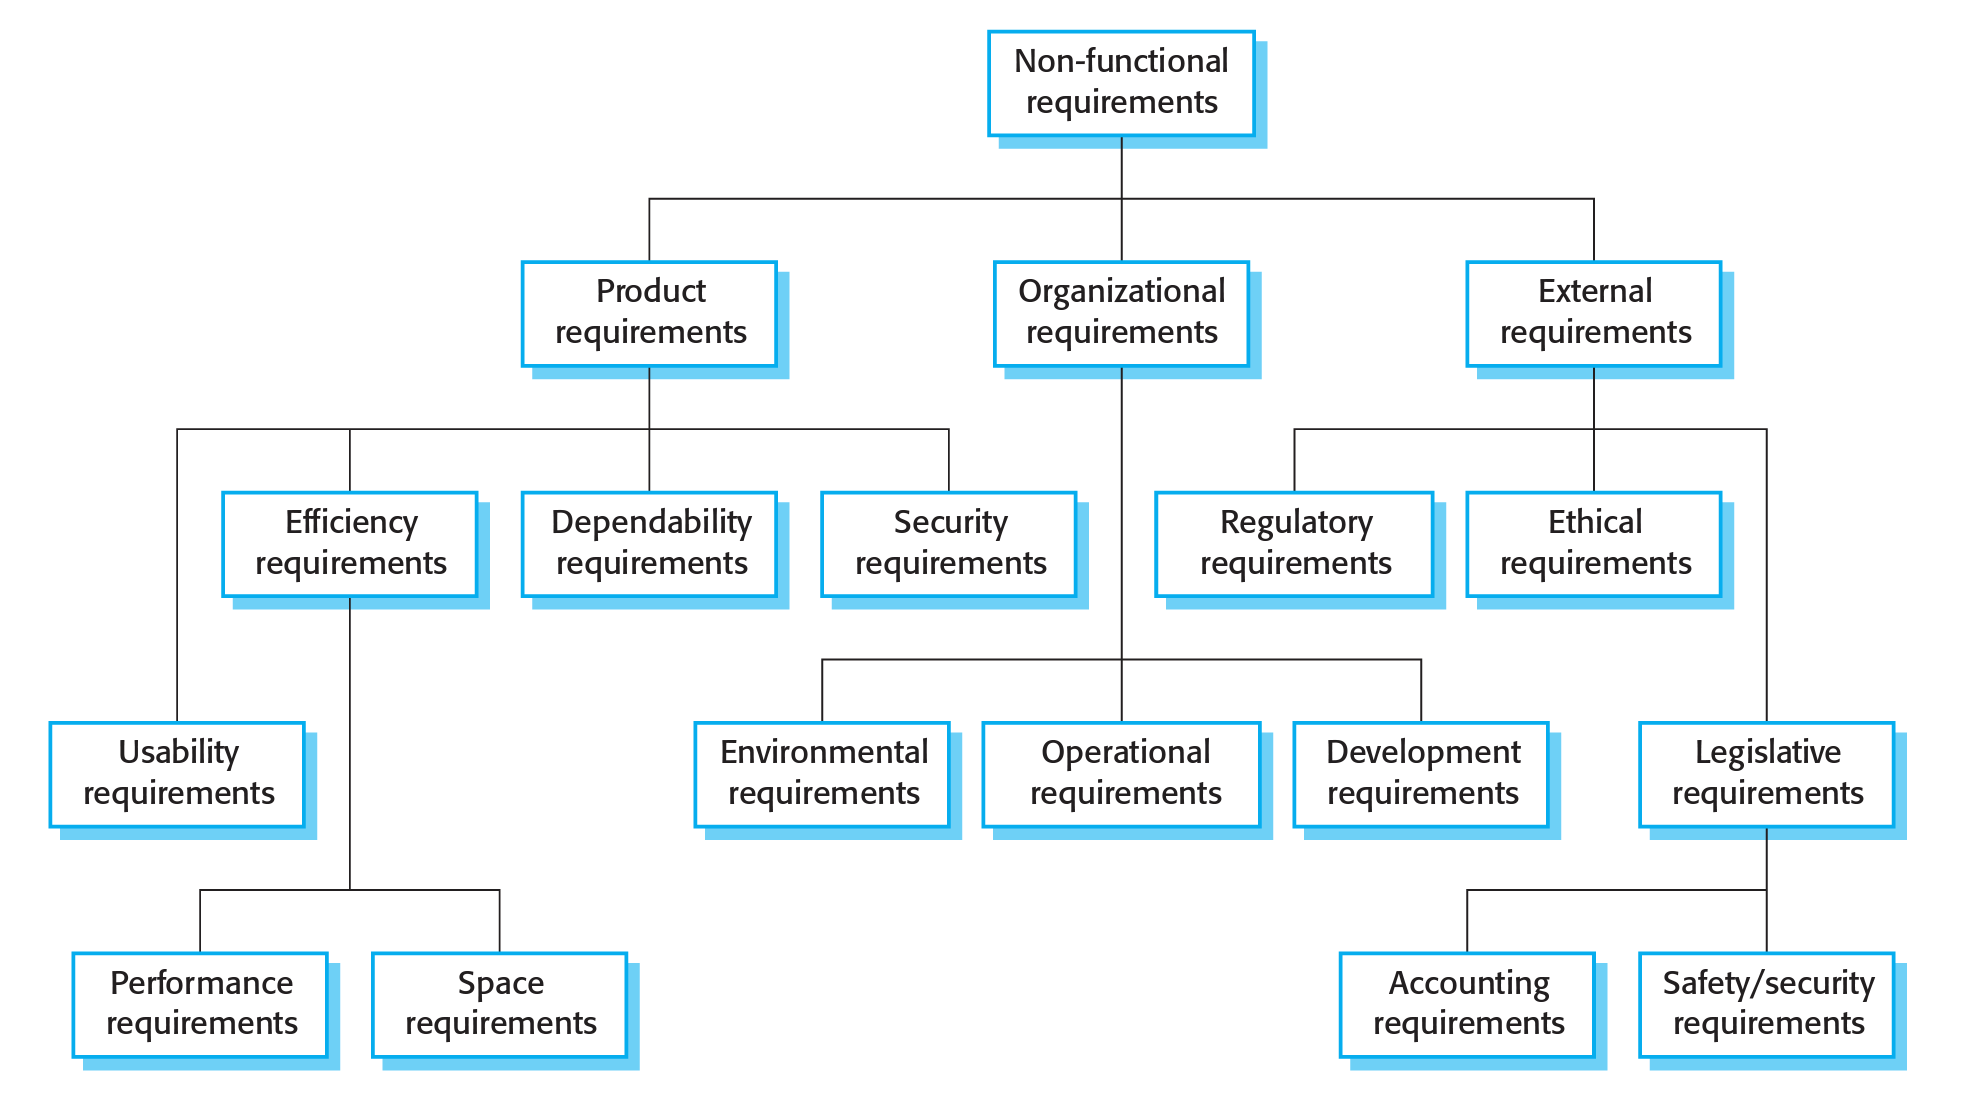 Non-functional
requirements
Product
requirements
Organizational
requirements
External
requirements
Efficiency
requirements
Dependability
requirements
Security
requirements
Regulatory
requirements
Ethical
requirements
Usability
requirements
Environmental
requirements
Operational
requirements
Development
requirements
Legislative
requirements
Performance
requirements
Space
requirements
Accounting
requirements
Safety/security
requirements